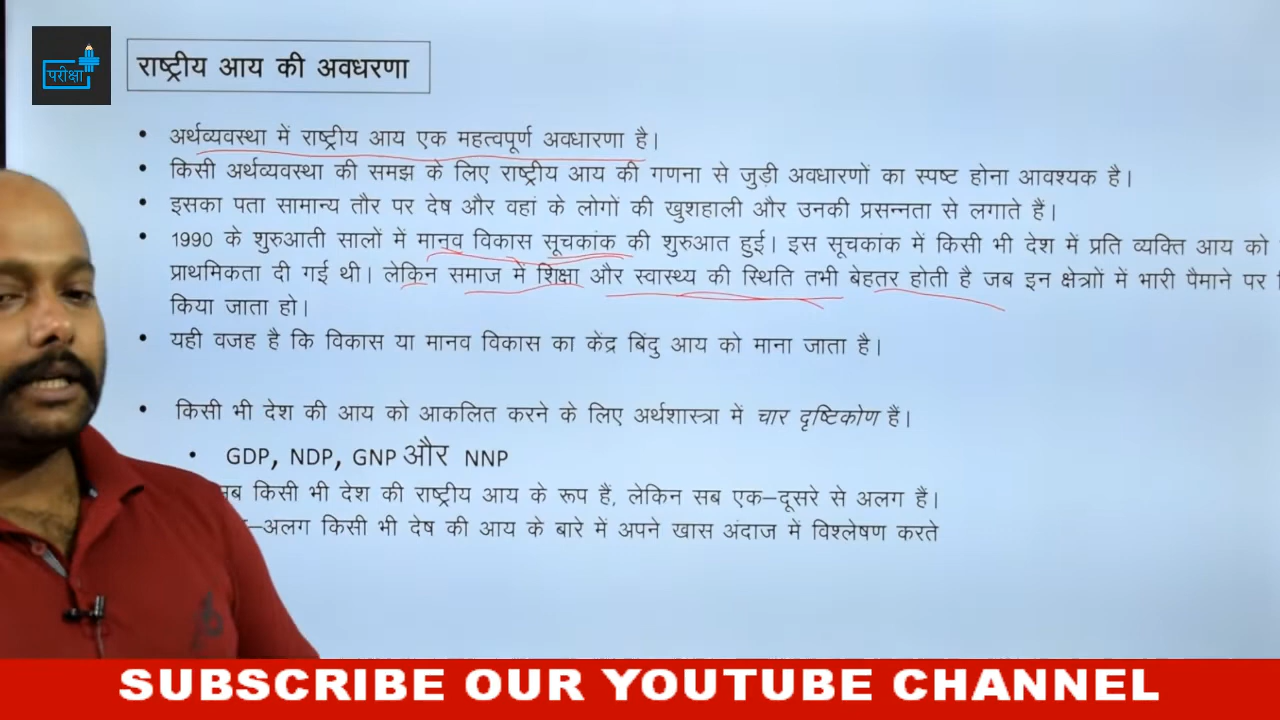 परीक्षा
राष्ट्रीय आय की अवधरणा
• अर्थव्यवस्था में राष्ट्रीय आय एक महत्वपूर्ण अवधारणा है।
• किसी अर्थव्यवस्था की समझ के लिए राष्ट्रीय आय की गणना से जुड़ी अवधारणों का स्पष्ट होना आवश्यक है।
• इसका पता सामान्य तौर पर देष और वहां के लोगों की खुशहाली और उनकी प्रसन्नता से लगाते हैं।
• 1990 के शुरुआती सालों में मानव विकास सूचकांक की शुरुआत हुई। इस सूचकांक में किसी भी देश में प्रति व्यक्ति आय को
प्राथमिकता दी गई थी। लेकिन समाज में शिक्षा और स्वास्थ्य की स्थिति तभी बेहतर होती है जब इन क्षेत्राों में भारी पैमाने पर
किया जाता हो।
• यही वजह है कि विकास या मानव विकास का केंद्र बिंदु आय को माना जाता है।
• किसी भी देश की आय को आकलित करने के लिए अर्थशास्त्रा में चार दृष्टिकोण हैं।
• GDP, NDP, GNP और NNP
किसी भी देश की राष्ट्रीय आय के रूप हैं, लेकिन सब एक–दूसरे से अलग हैं।
–अलग किसी भी देष की आय के बारे में अपने खास अंदाज में विश्लेषण करते
SUBSCRIBE OUR YOUTUBE CHANNEL